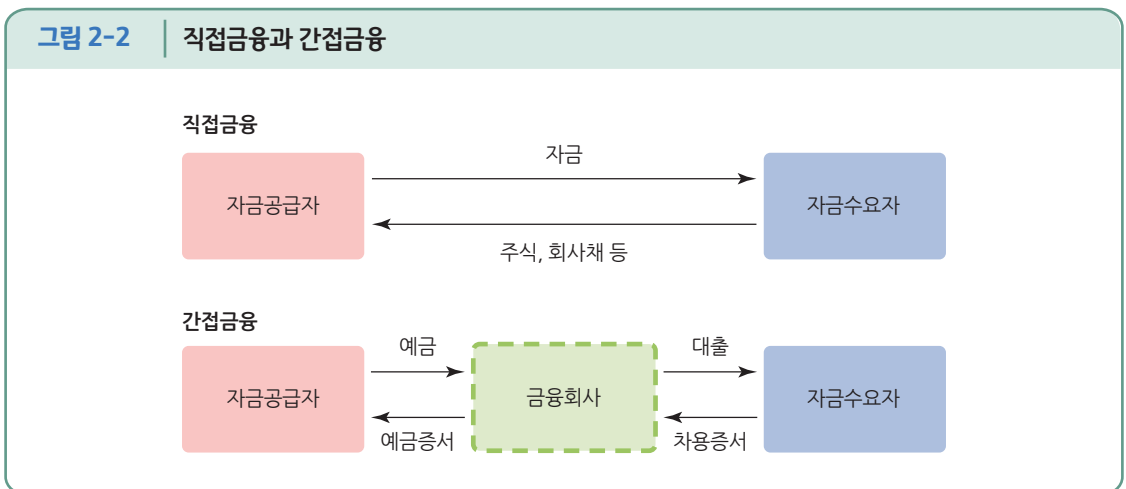 그림 2-2 직접금융과 간접금융
직접금융
자금
자금공급자
자금수요자
주식, 회사채 등
간접금융
예금
대출
자금공급자
금융회사
자금수요자
예금증서
차용증서